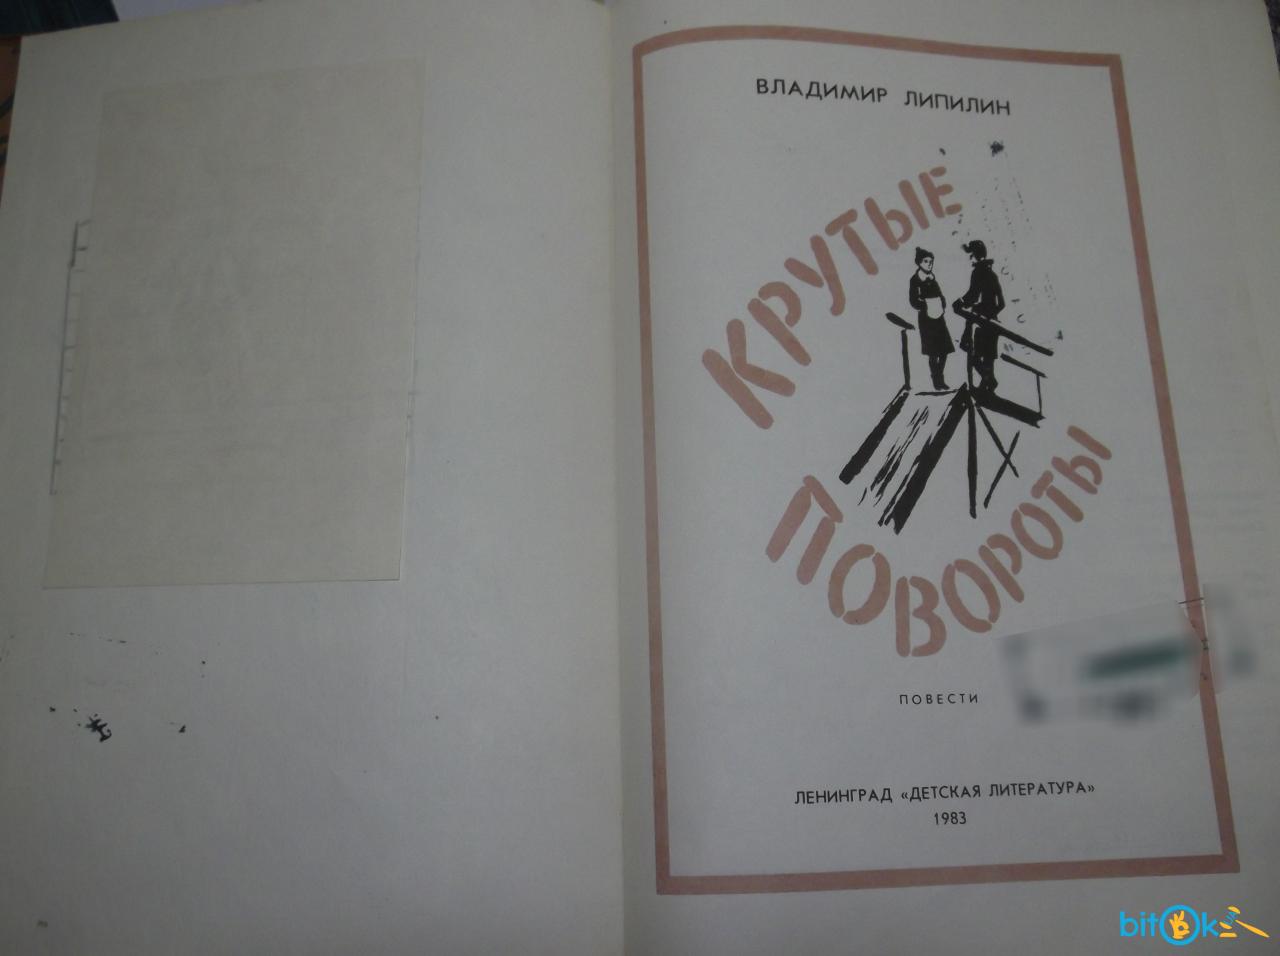 ВЛАДИМИР ЛИПИЛИН
КРУТЫЕ
ПОВОРОТЫ
ПОВЕСТИ
ЛЕНИНГРАД «ДЕТСКАЯ ЛИТЕРАТУРА»
1983
bitOk